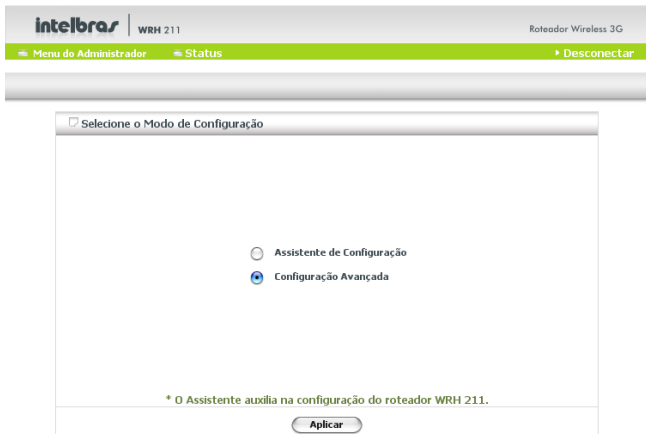 intelbras WRH 211 Roteador Wireless 3G
Menu do Administrador Status Desconectar
Selecione o Modo de Configuração
Assistente de Configuração
Configuração Avançada
* O Assistente auxilia na configuração do roteador WRH 211.
Aplicar